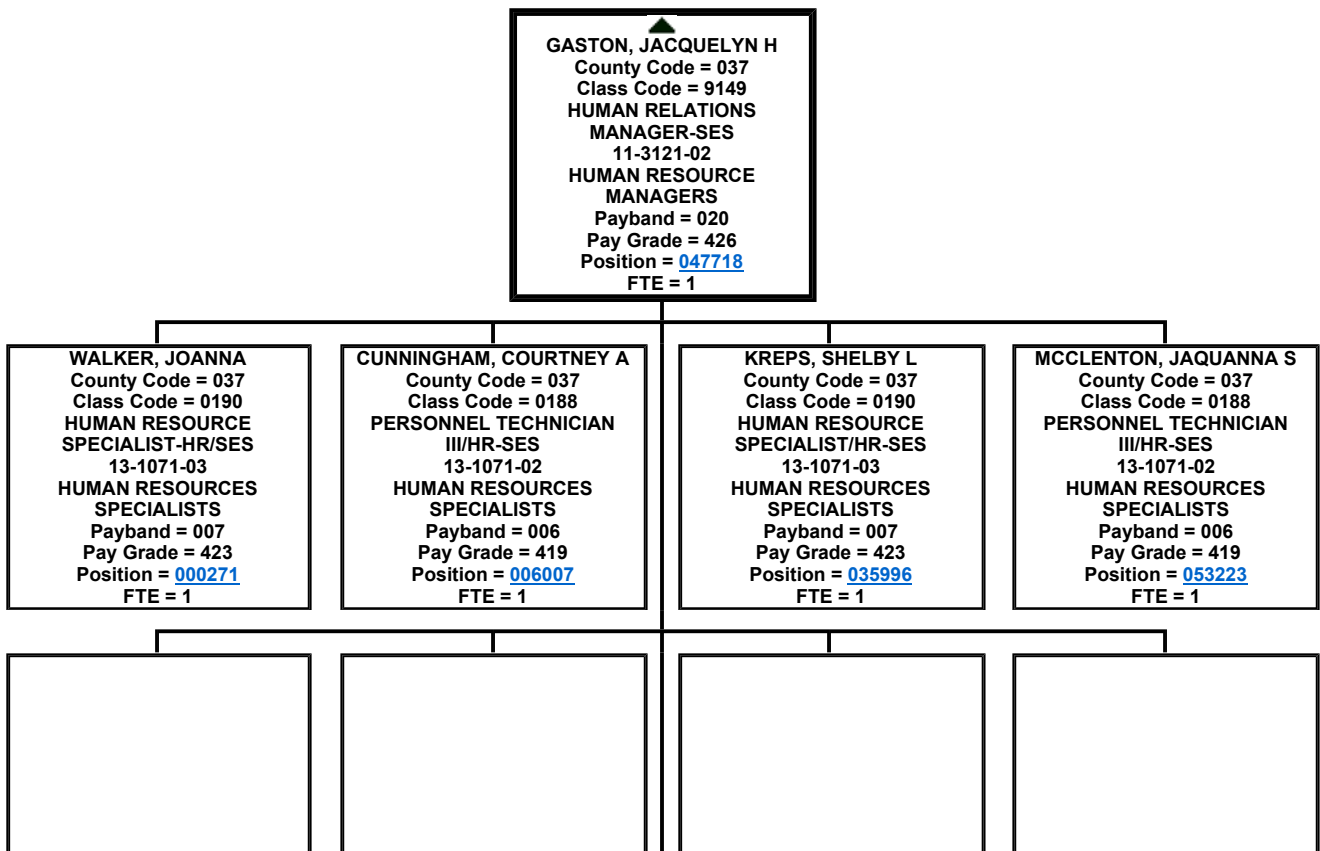 GASTON, JACQUELYN H
County Code = 037
Class Code = 9149
HUMAN RELATIONS
MANAGER-SES
11-3121-02
HUMAN RESOURCE
MANAGERS
Payband = 020
Pay Grade = 426
Position = 047718
FTE = 1
WALKER, JOANNA
County Code = 037
Class Code = 0190
HUMAN RESOURCE
SPECIALIST-HR/SES
13-1071-03
HUMAN RESOURCES
SPECIALISTS
Payband = 007
Pay Grade = 423
Position = 000271
FTE = 1
CUNNINGHAM, COURTNEY A
County Code = 037
Class Code = 0188
PERSONNEL TECHNICIAN
III/HR-SES
13-1071-02
HUMAN RESOURCES
SPECIALISTS
Payband = 006
Pay Grade = 419
Position = 006007
FTE = 1
KREPS, SHELBY L
County Code = 037
Class Code = 0190
HUMAN RESOURCE
SPECIALIST/HR-SES
13-1071-03
HUMAN RESOURCES
SPECIALISTS
Payband = 007
Pay Grade = 423
Position = 035996
FTE = 1
MCCLENTON, JAQUANNA S
County Code = 037
Class Code = 0188
PERSONNEL TECHNICIAN
III/HR-SES
13-1071-02
HUMAN RESOURCES
SPECIALISTS
Payband = 006
Pay Grade = 419
Position = 053223
FTE = 1